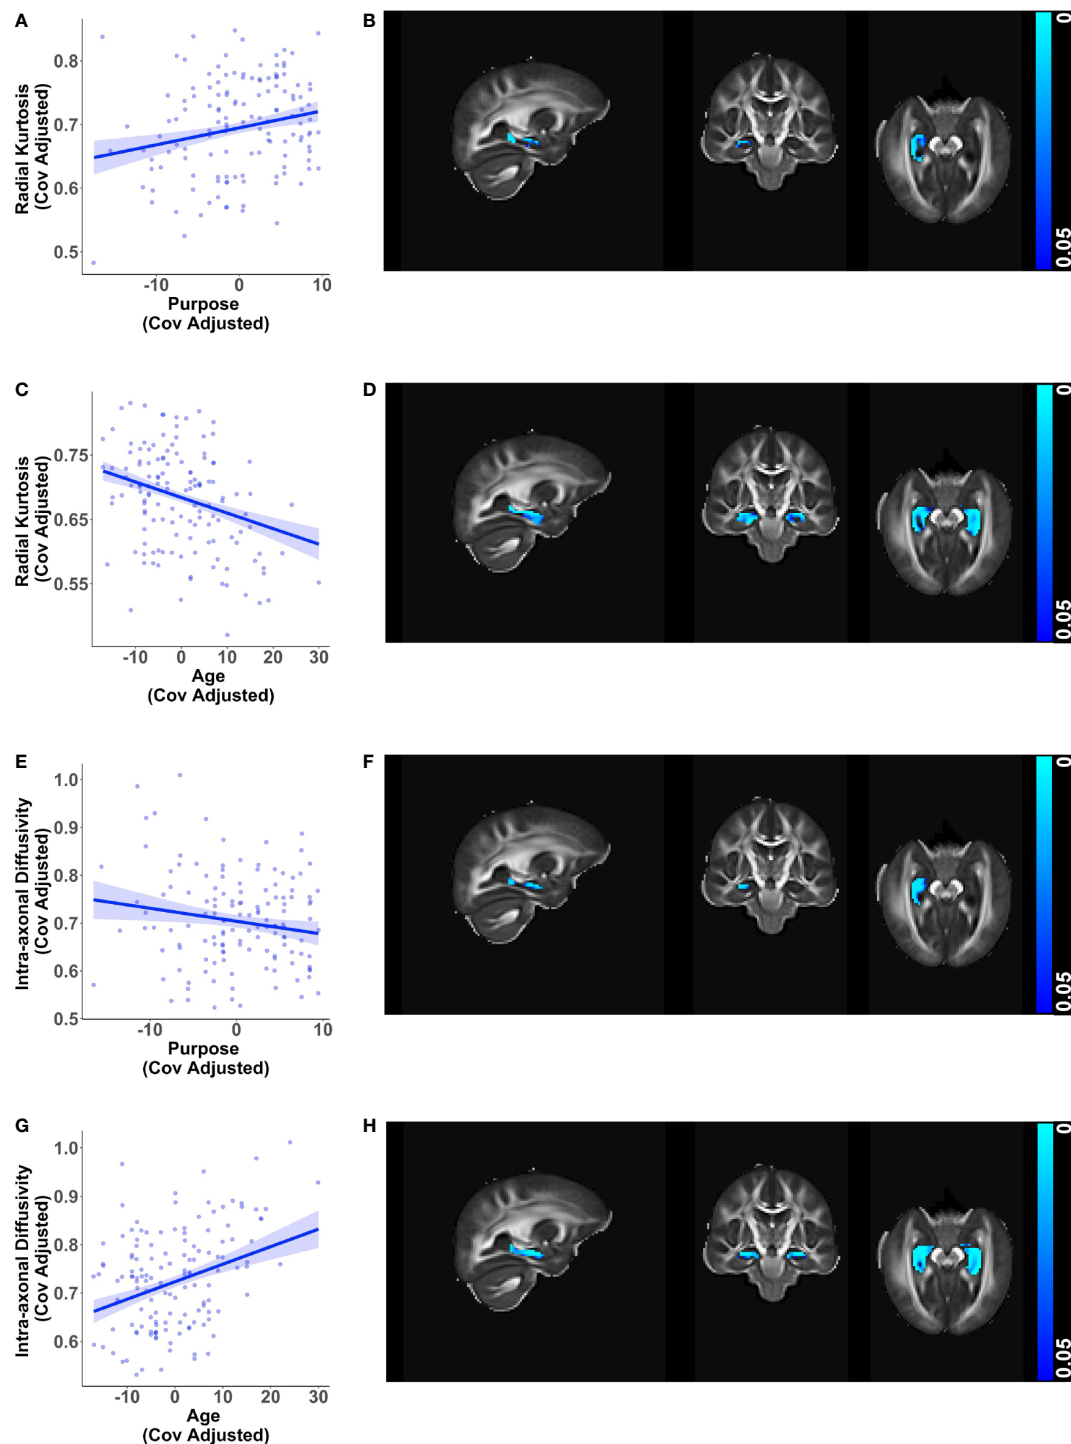 A
B
0.8
0.7
0.6
0.5
Radial Kurtosis
(Cov Adjusted)
-10
0
10
Purpose
(Cov Adjusted)
0
0.05
C
D
0.75
0.65
0.55
Radial Kurtosis
(Cov Adjusted)
-10
0
10
20
30
Age
(Cov Adjusted)
0
0.05
E
F
1.0
0.9
0.8
0.7
0.6
0.5
Intra-axonal Diffusivity
(Cov Adjusted)
-10
0
10
Purpose
(Cov Adjusted)
0
0.05
G
H
1.0
0.9
0.8
0.7
0.6
Intra-axonal Diffusivity
(Cov Adjusted)
-10
0
10
20
30
Age
(Cov Adjusted)
0
0.05